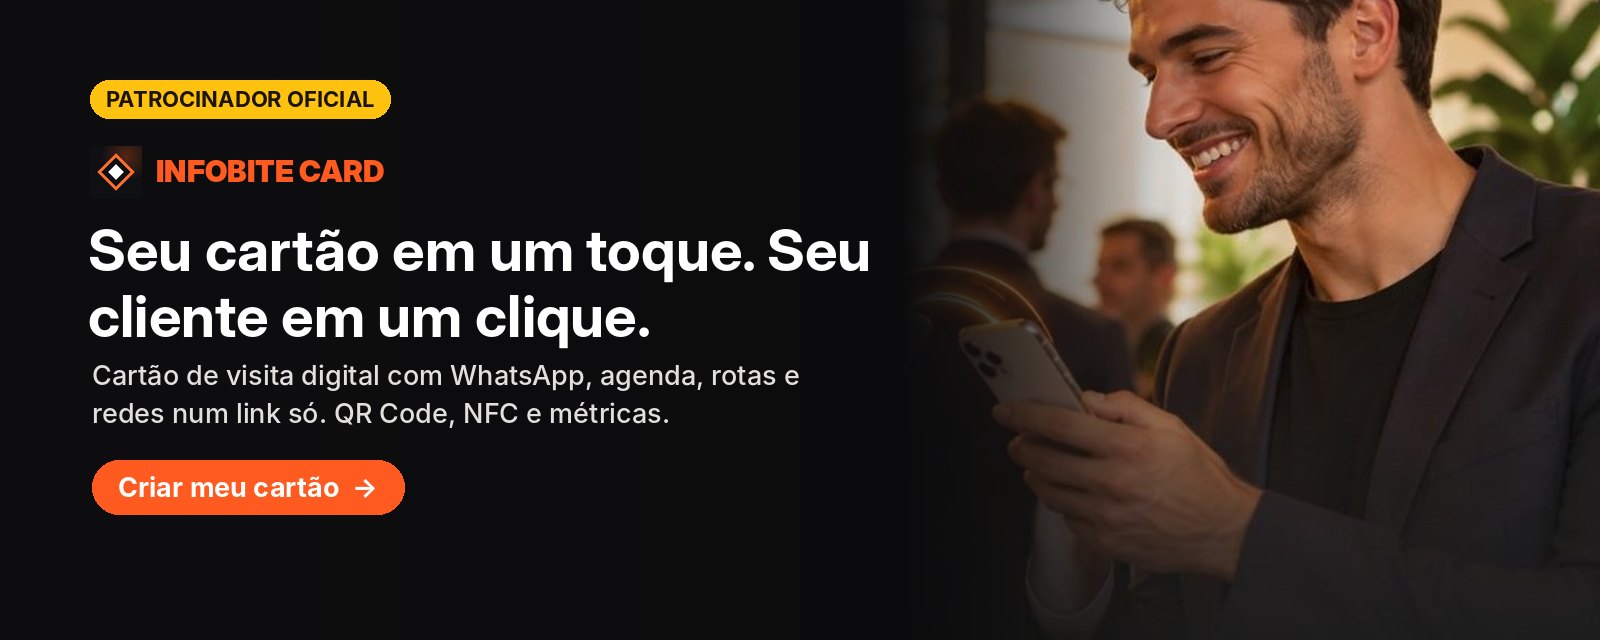 PATROCINADOR OFICIAL
INFOBITE CARD
Seu cartão em um toque. Seu
cliente em um clique.
Cartão de visita digital com WhatsApp, agenda, rotas e
redes num link só. QR Code, NFC e métricas.
Criar meu cartão →